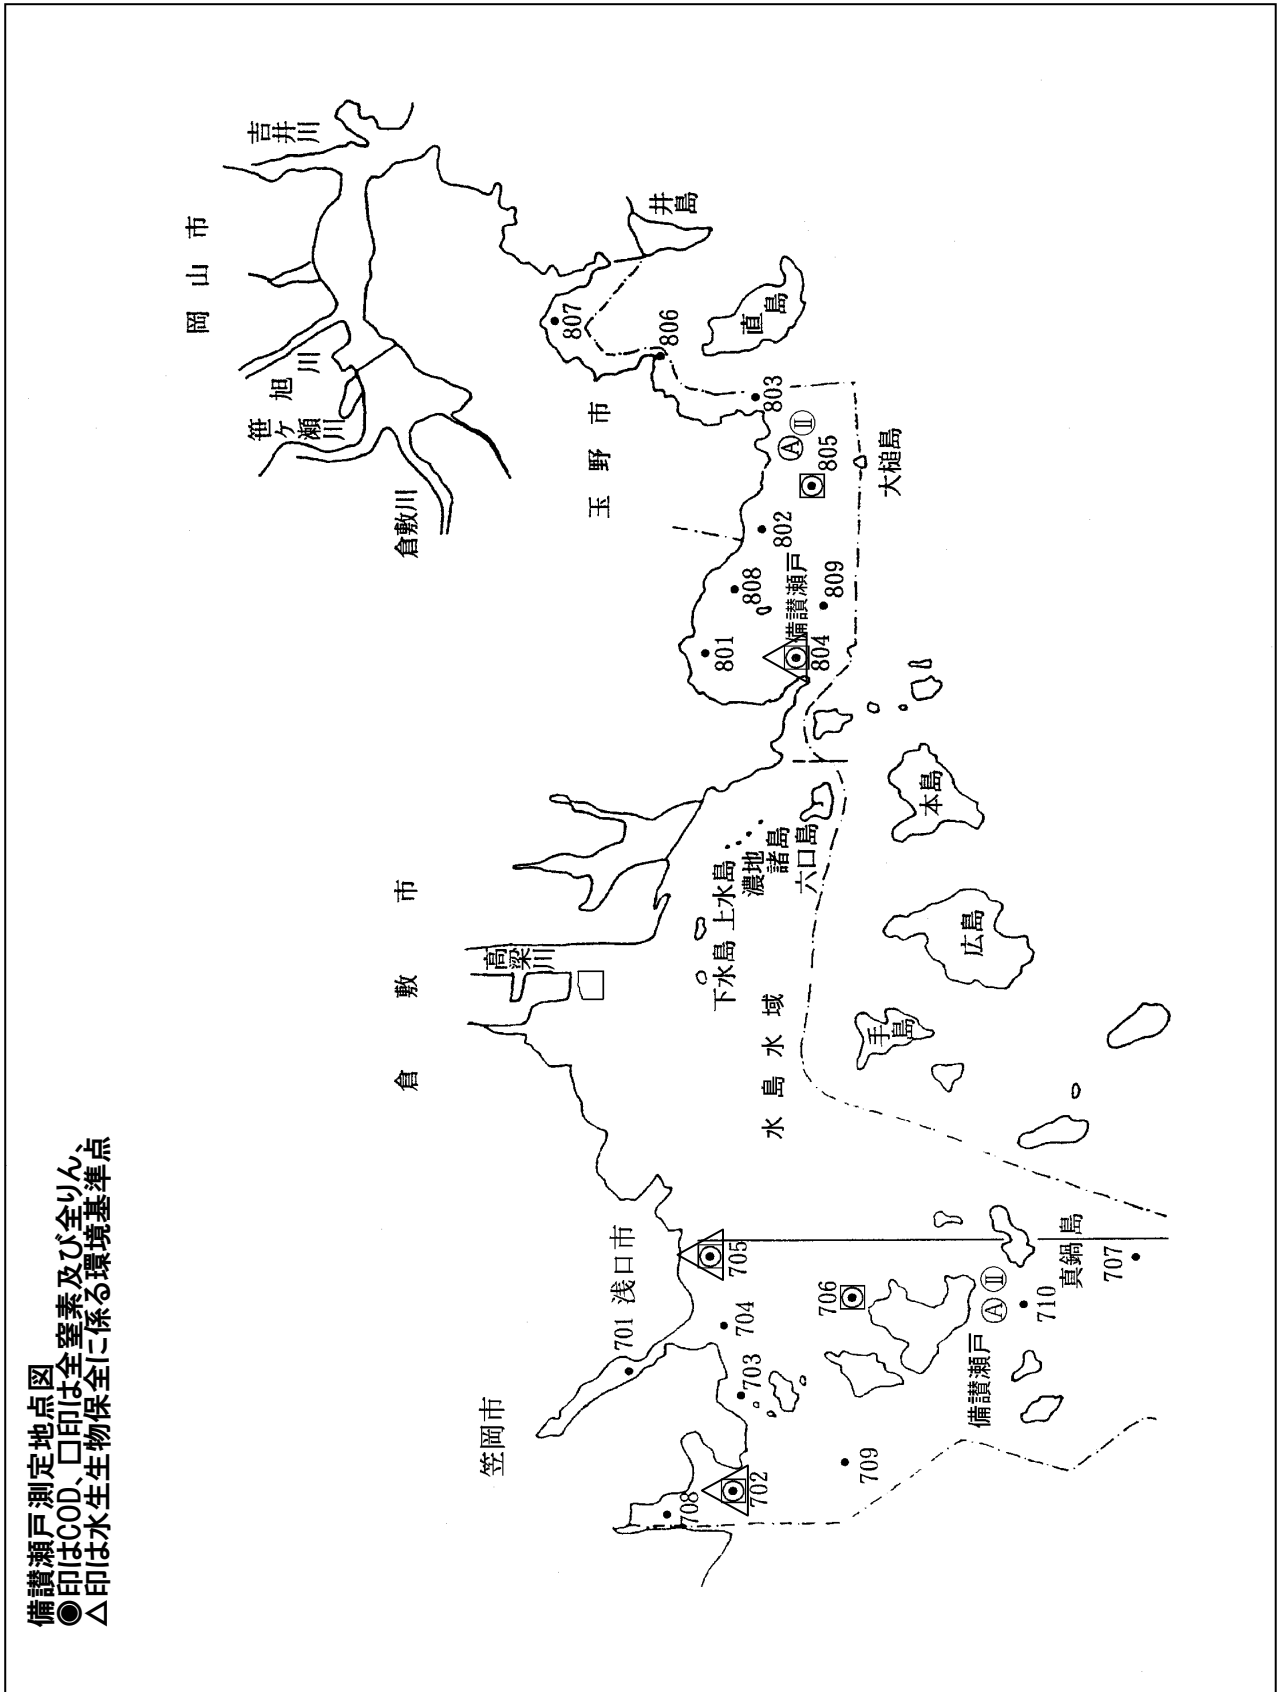 備讃瀬戸測定地点図
◉印はCOD、口印は全窒素及び全りん、
△印は水生生物保全に係る環境基準点
岡山市
吉井川
旭川
笹ヶ瀬川
倉敷川
玉野市
井島
直島
大槌島
807
806
803
Ⓐ Ⅱ
805
802
808
備讃瀬戸
809
801
804
倉敷市
高梁川
上水島
下水島
濃地
諸島
六口島
水島水域
本島
広島
手島
真鍋島
浅口市
笠岡市
701
705
704
706
703
707
710
Ⓐ Ⅱ
備讃瀬戸
709
702
708